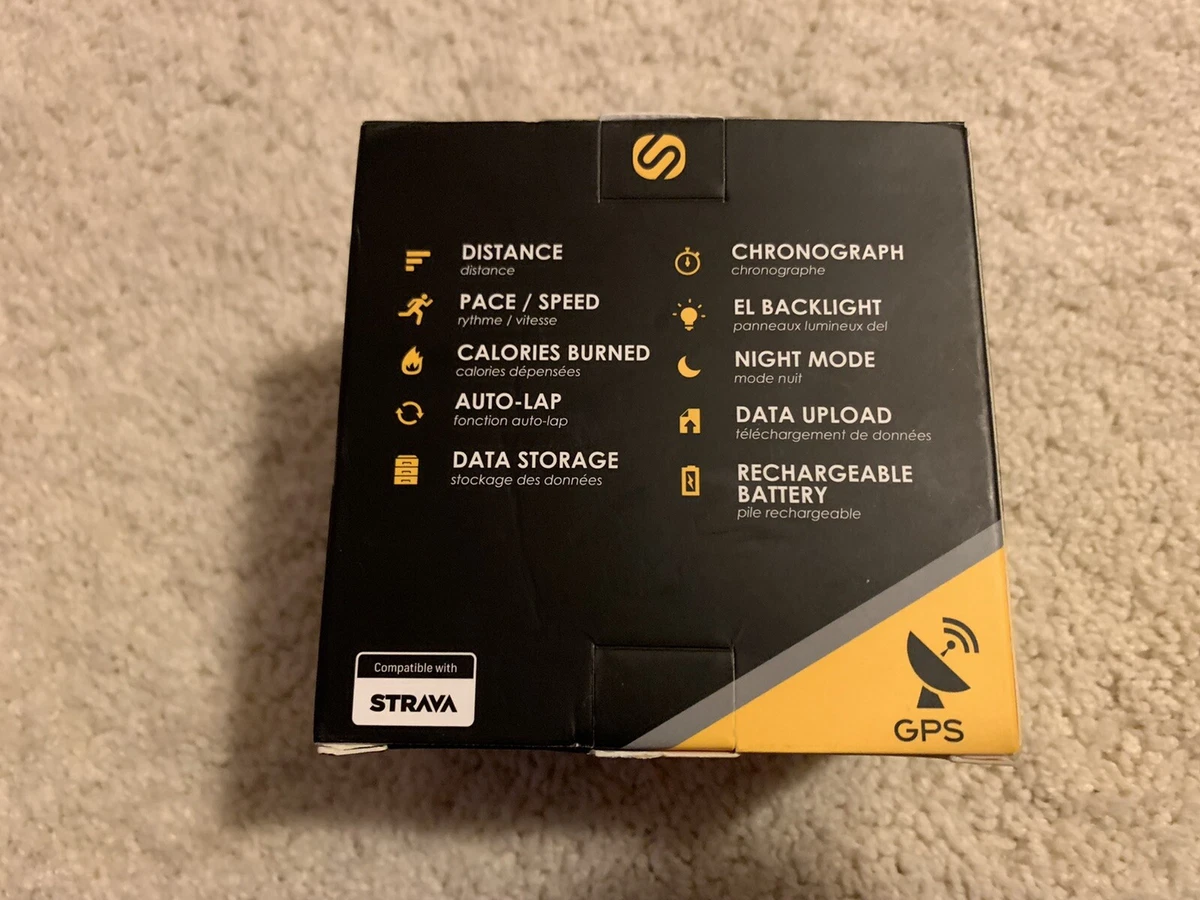 DISTANCE
distance
PACE / SPEED
rythme / vitesse
CALORIES BURNED
calories dépensées
AUTO-LAP
fonction auto-lap
DATA STORAGE
stockage des données
CHRONOGRAPH
chronographe
EL BACKLIGHT
panneaux lumineux del
NIGHT MODE
mode nuit
DATA UPLOAD
téléchargement de données
RECHARGEABLE
BATTERY
pile rechargeable
Compatible with
STRAVA
GPS